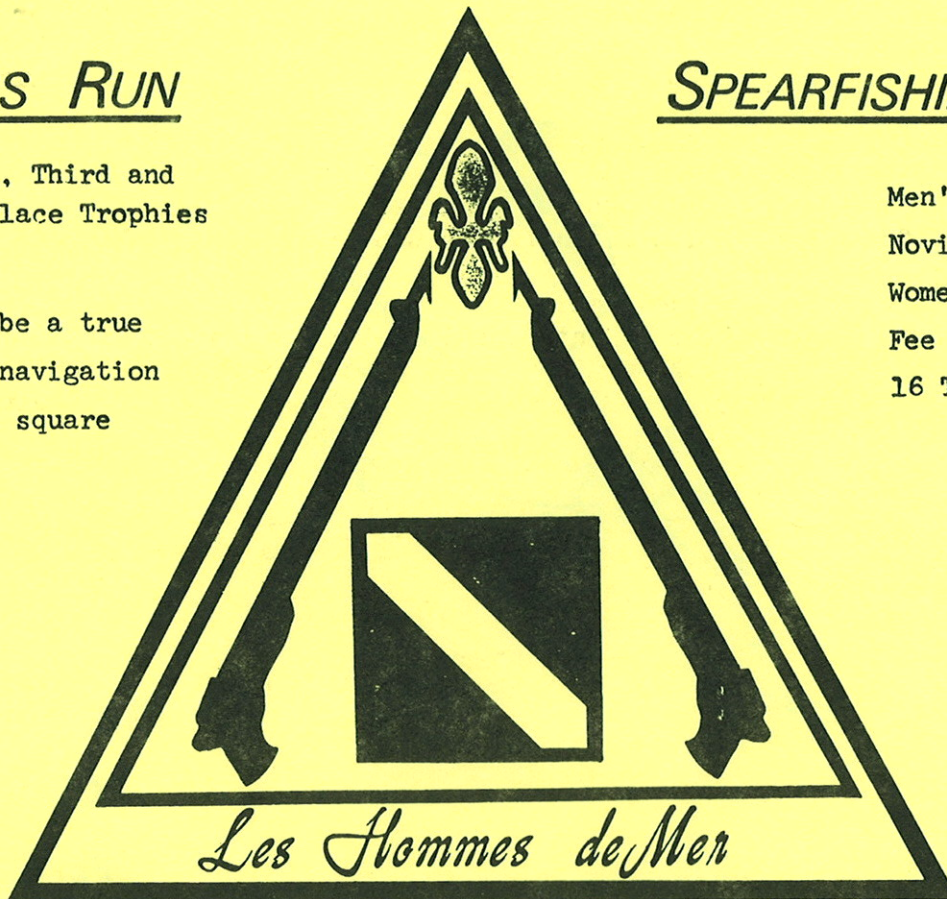 S RUN
, Third and
lace Trophies
be a true
navigation
square
SPEARFISHI
Men'
Novi
Wome
Fee
16 T
Les Hommes de Mer